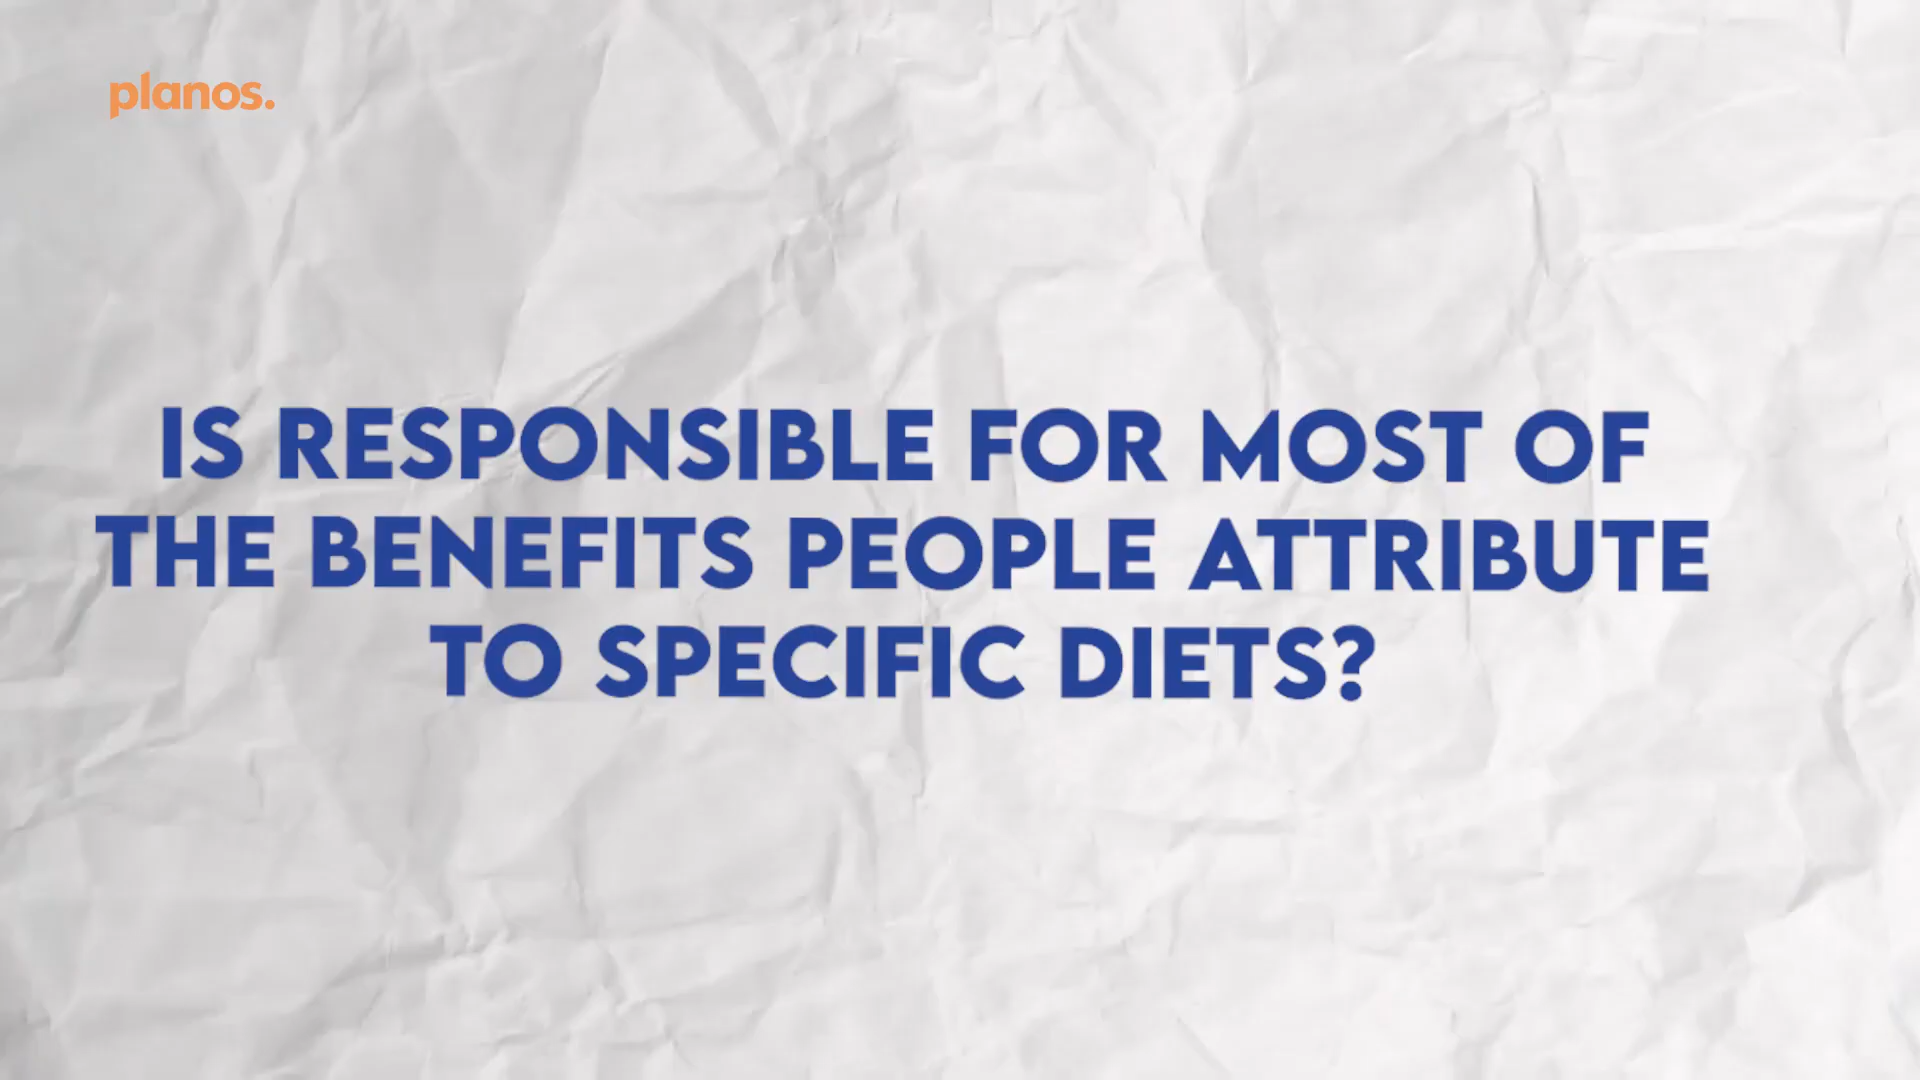 planos.
IS RESPONSIBLE FOR MOST OF
THE BENEFITS PEOPLE ATTRIBUTE
TO SPECIFIC DIETS?